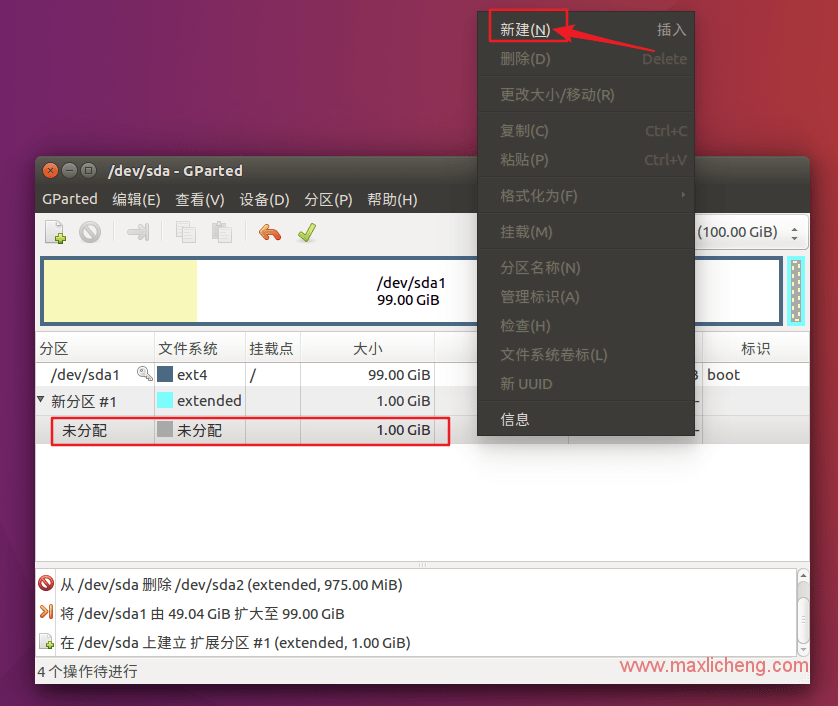 新建(N) 插入
删除(D) Delete
更改大小/移动(R)
复制(C) Ctrl+C
粘贴(P) Ctrl+V
格式化为(F)
挂载(M)
分区名称(N)
管理标识(A)
检查(H)
文件系统卷标(L)
新 UUID
信息
/dev/sda - GParted
GParted 编辑(E) 查看(V) 设备(D) 分区(P) 帮助(H)
(100.00 GiB)
/dev/sda1
99.00 GiB
分区 文件系统 挂载点 大小 标识
/dev/sda1 ext4 / 99.00 GiB boot
新分区 #1 extended 1.00 GiB
未分配 未分配 1.00 GiB
从 /dev/sda 删除 /dev/sda2 (extended, 975.00 MiB)
将 /dev/sda1 由 49.04 GiB 扩大至 99.00 GiB
在 /dev/sda 上建立 扩展分区 #1 (extended, 1.00 GiB)
4 个操作待进行
www.maxlicheng.com